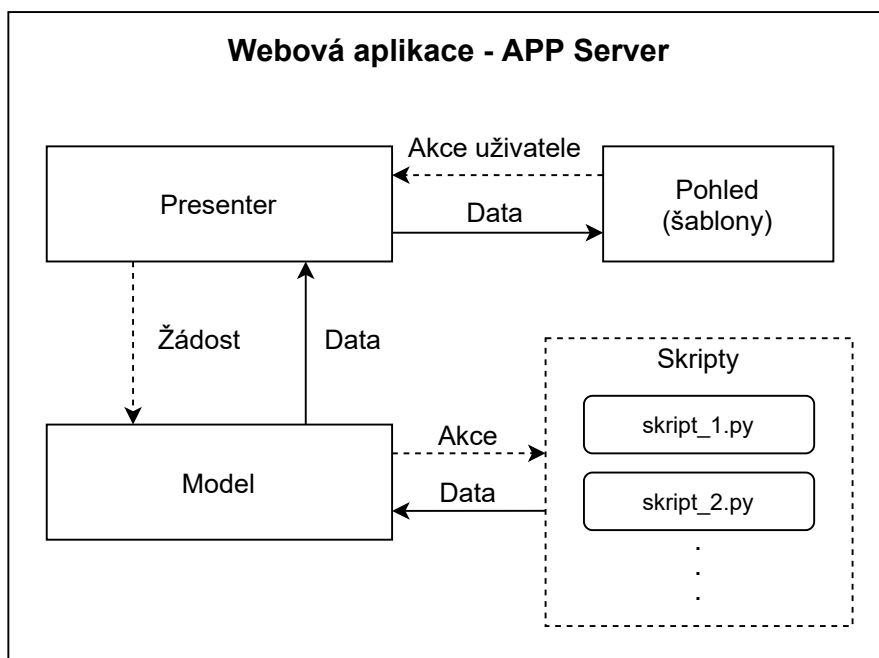 Webová aplikace - APP Server
Akce uživatele
Presenter
Data
Pohled
(šablony)
Žádost
Data
Skripty
skript_1.py
Akce
Model
Data
skript_2.py
.
.
.